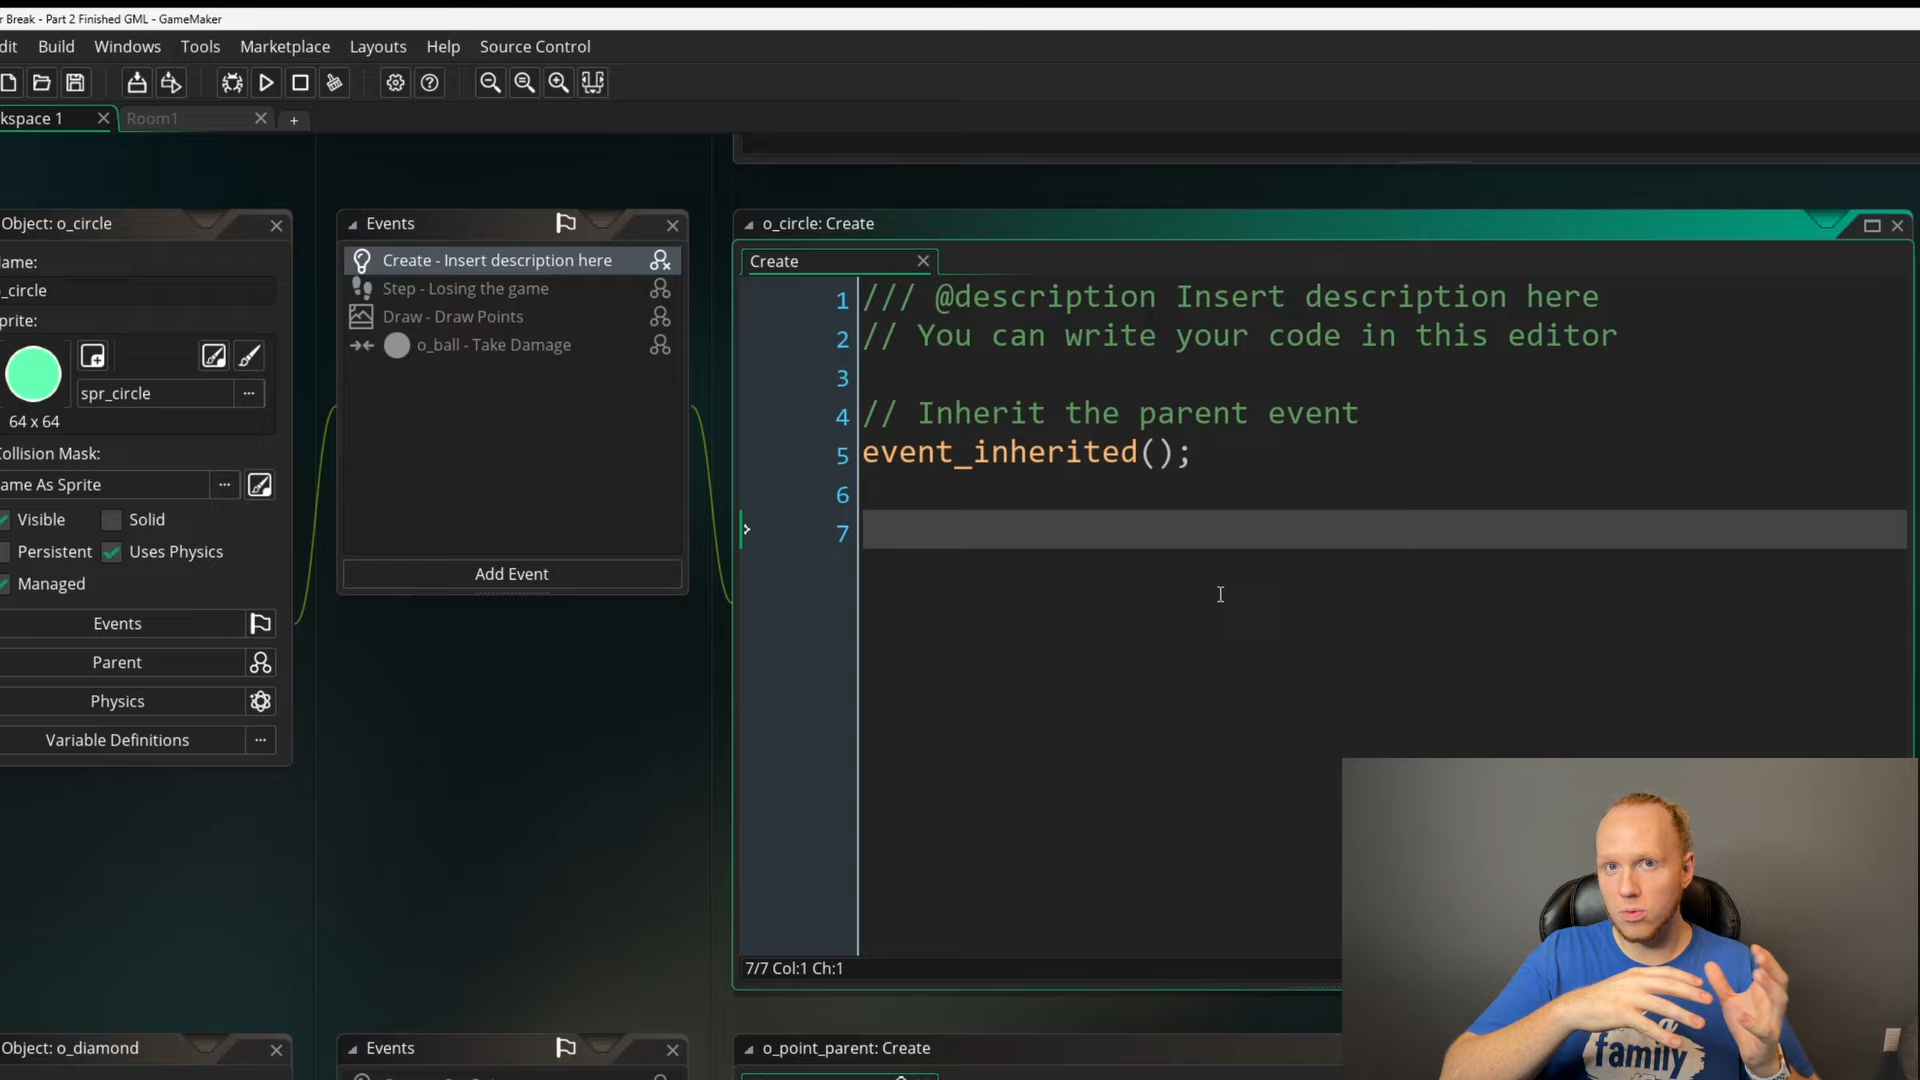 r Break - Part 2 Finished GML - GameMaker
dit Build Windows Tools Marketplace Layouts Help Source Control
kspace 1
Room1
Object: o_circle
ame:
_circle
prite:
spr_circle
64 x 64
ollision Mask:
ame As Sprite
Visible Solid
Persistent Uses Physics
Managed
Events
Parent
Physics
Variable Definitions
Events
Create - Insert description here
Step - Losing the game
Draw - Draw Points
o_ball - Take Damage
Add Event
o_circle: Create
Create
1 /// @description Insert description here
2 // You can write your code in this editor
3
4 // Inherit the parent event
5 event_inherited();
6
7
7/7 Col:1 Ch:1
Object: o_diamond
Events
o_point_parent: Create
family